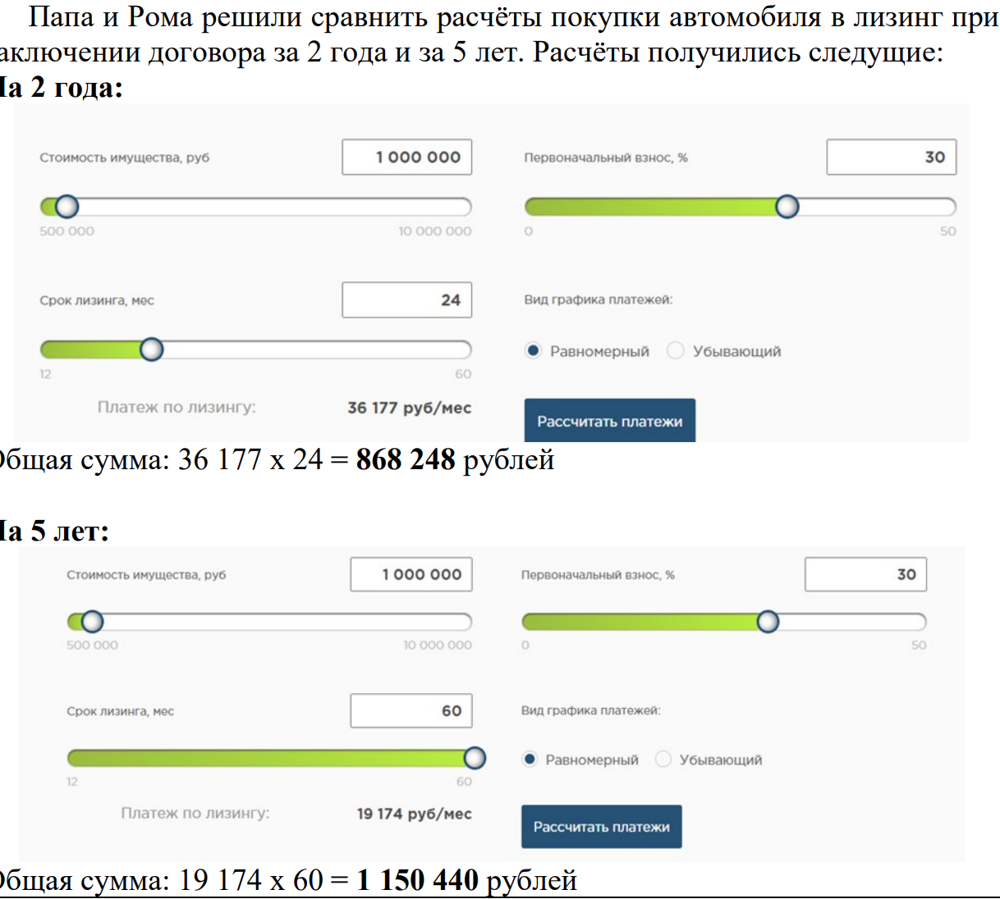 Папа и Рома решили сравнить расчёты покупки автомобиля в лизинг при
аключении договора за 2 года и за 5 лет. Расчёты получились следущие:
а 2 года:
Стоимость имущества, руб 1 000 000 Первоначальный взнос, % 30
500 000 10 000 000 0 50
Срок лизинга, мес 24 Вид графика платежей:
Равномерный Убывающий
12 60
Платеж по лизингу: 36 177 руб/мес Рассчитать платежи
бщая сумма: 36 177 х 24 = 868 248 рублей
а 5 лет:
Стоимость имущества, руб 1 000 000 Первоначальный взнос, % 30
500 000 10 000 000 0 50
Срок лизинга, мес 60 Вид графика платежей:
Равномерный Убывающий
12 60
Платеж по лизингу: 19 174 руб/мес Рассчитать платежи
бщая сумма: 19 174 х 60 = 1 150 440 рублей